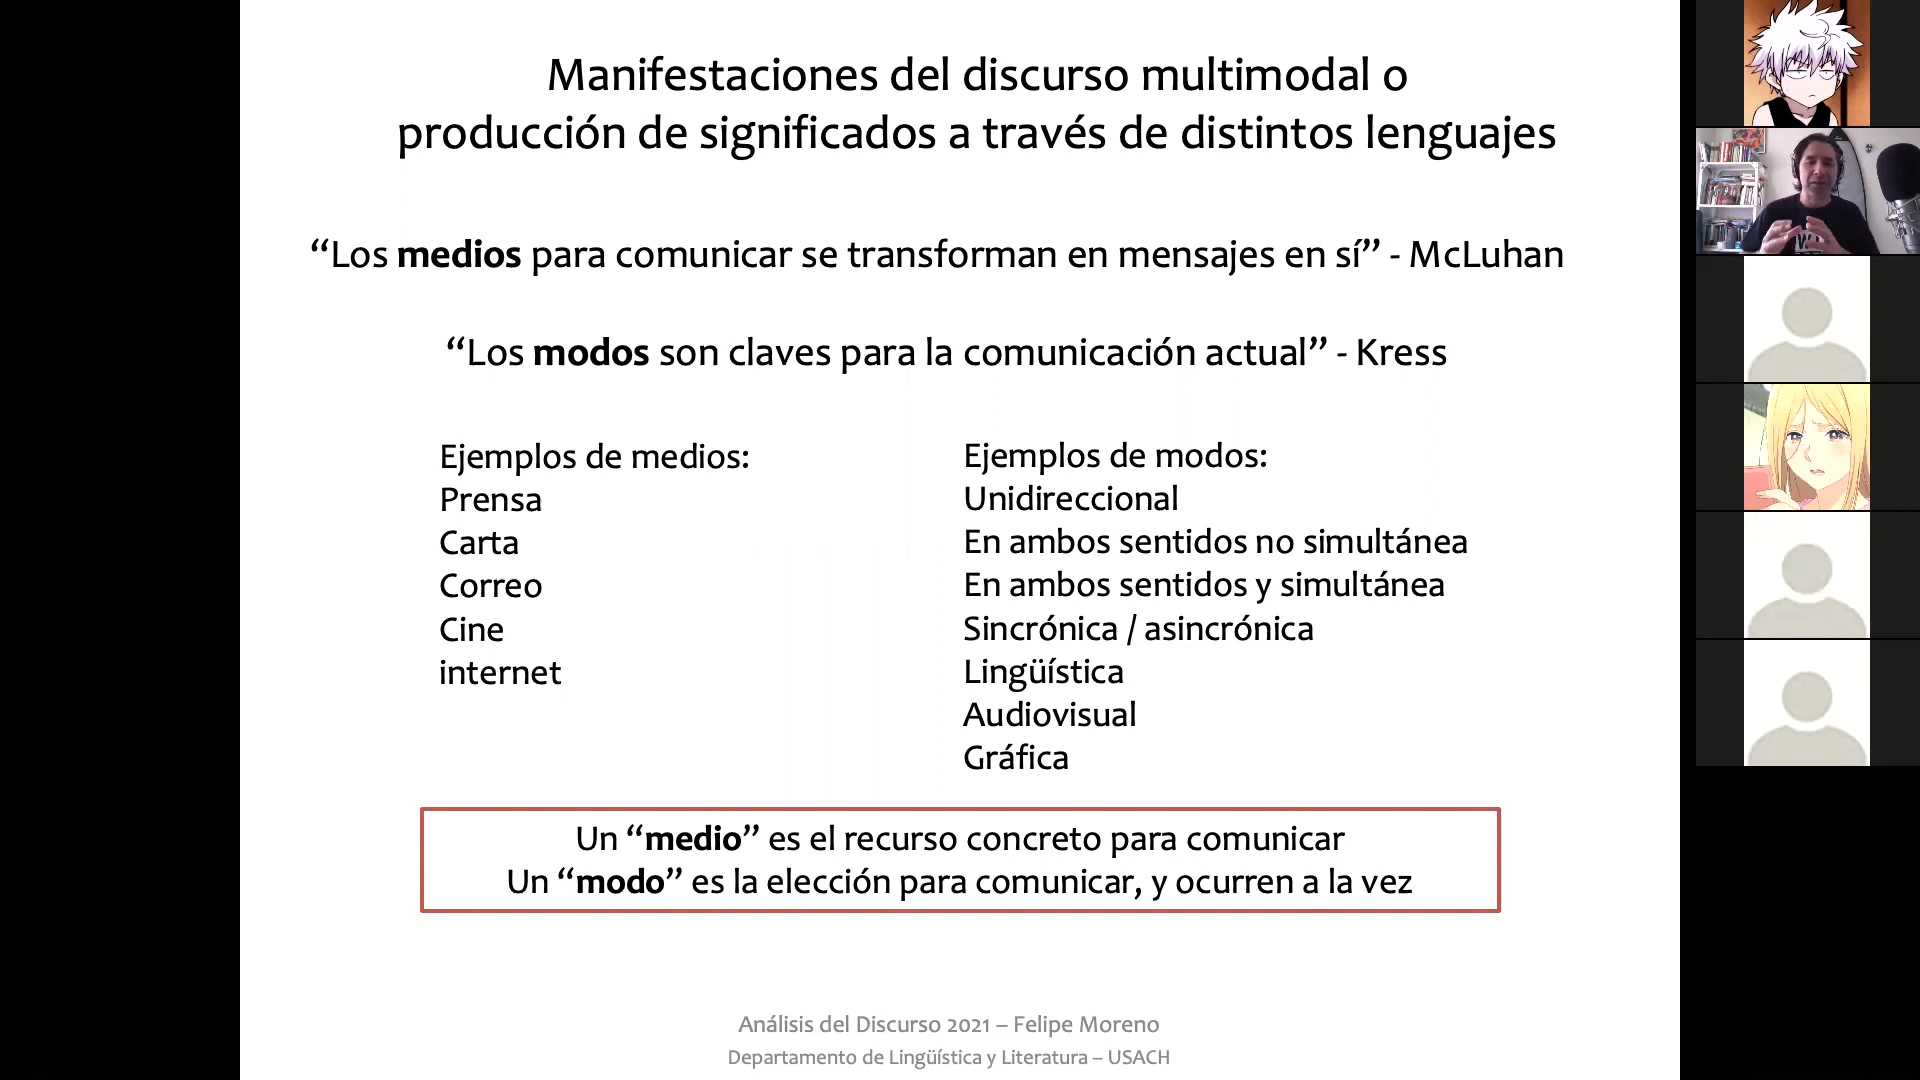 Manifestaciones del discurso multimodal o
producción de significados a través de distintos lenguajes
“Los medios para comunicar se transforman en mensajes en sí” - McLuhan
“Los modos son claves para la comunicación actual” - Kress
Ejemplos de medios:
Prensa
Carta
Correo
Cine
internet
Ejemplos de modos:
Unidireccional
En ambos sentidos no simultánea
En ambos sentidos y simultánea
Sincrónica / asincrónica
Lingüística
Audiovisual
Gráfica
Un “medio” es el recurso concreto para comunicar
Un “modo” es la elección para comunicar, y ocurren a la vez
Análisis del Discurso 2021 – Felipe Moreno
Departamento de Lingüística y Literatura – USACH